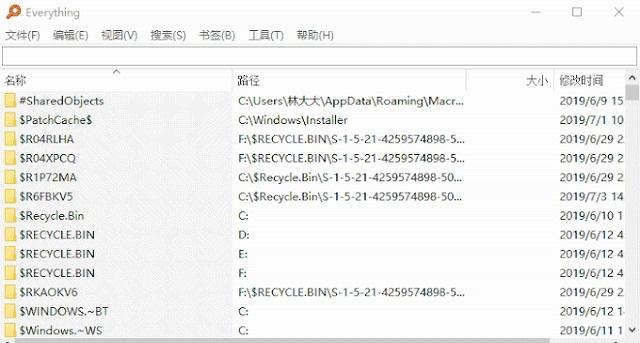 Everything
文件(F) 编辑(E) 视图(V) 搜索(S) 书签(B) 工具(T) 帮助(H)
名称 路径 大小 修改时间
#SharedObjects C:\Users\林大大\AppData\Roaming\Macr... 2019/6/9 15
$PatchCache$ C:\Windows\Installer 2019/7/1 10
$R04RLHA F:\$RECYCLE.BIN\S-1-5-21-4259574898-5... 2019/6/29 2
$R04XPCQ F:\$RECYCLE.BIN\S-1-5-21-4259574898-5... 2019/6/29 2
$R1P72MA C:\$Recycle.Bin\S-1-5-21-4259574898-50... 2019/6/29 2
$R6FBKV5 C:\$Recycle.Bin\S-1-5-21-4259574898-50... 2019/7/3 14
$Recycle.Bin C: 2019/6/10 1
$RECYCLE.BIN D: 2019/6/12 4
$RECYCLE.BIN E: 2019/6/12 4
$RECYCLE.BIN F: 2019/6/12 4
$RKAOKV6 F:\$RECYCLE.BIN\S-1-5-21-4259574898-5... 2019/6/29 2
$WINDOWS.~BT C: 2019/6/12 1
$Windows.~WS C: 2019/6/11 1